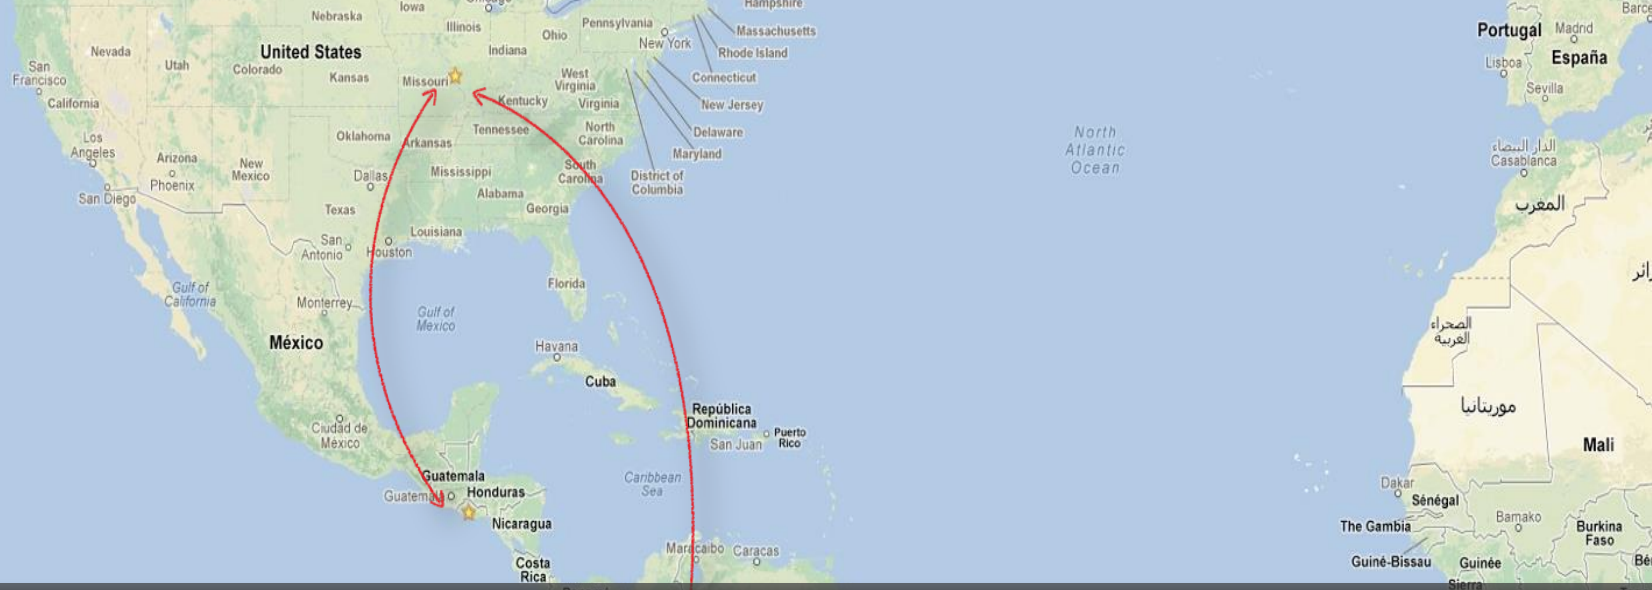 Hampshire
Iowa
Nebraska
Illinois
Pennsylvania
Massachusetts
Ohio
New York
Indiana
Rhode Island
Nevada
United States
Utah
Colorado
Kansas
Missouri
West
Virginia
Connecticut
San
Francisco
California
Kentucky
Virginia
New Jersey
Oklahoma
Arkansas
Tennessee
North
Carolina
Delaware
Los
Angeles
Arizona
Phoenix
New
Mexico
Dallas
Mississippi
South
Carolina
Maryland
District of
Columbia
San Diego
Alabama
Texas
Georgia
Louisiana
San
Antonio
Houston
Gulf of
California
Monterrey
Florida
Gulf of
Mexico
México
Havana
Cuba
República
Dominicana
San Juan
Puerto
Rico
Ciudad de
México
Caribbean
Sea
Guatemala
Honduras
Nicaragua
Maracaibo
Caracas
Costa
Rica
North
Atlantic
Ocean
Portugal
Madrid
España
Lisboa
Sevilla
الدار البيضاء
Casablanca
المغرب
الصحراء
الغربية
موريتانيا
Mali
Dakar
Sénégal
The Gambia
Bamako
Burkina
Faso
Guiné-Bissau
Guinée
Sierra